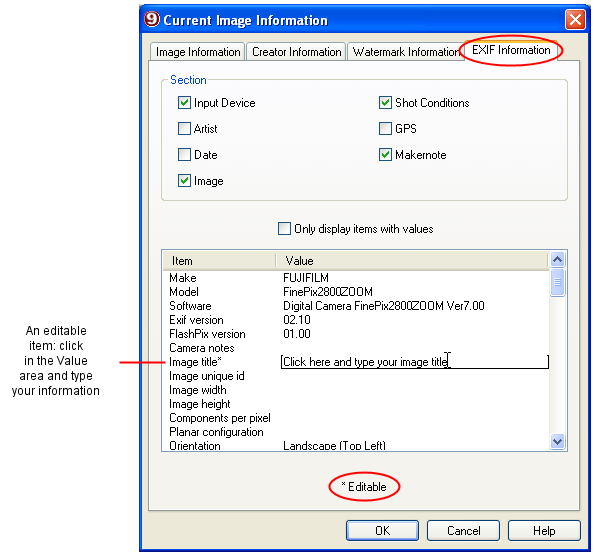 9 Current Image Information
Image Information Creator Information Watermark Information EXIF Information
Section
Input Device Shot Conditions
Artist GPS
Date Makernote
Image
Only display items with values
Item Value
Make FUJIFILM
Model FinePix2800ZOOM
Software Digital Camera FinePix2800ZOOM Ver7.00
Exif version 02.10
FlashPix version 01.00
Camera notes
Image title* Click here and type your image title
Image unique id
Image width
Image height
Components per pixel
Planar configuration
Orientation Landscape (Top Left)
An editable
item: click
in the Value
area and type
your information
* Editable
OK Cancel Help